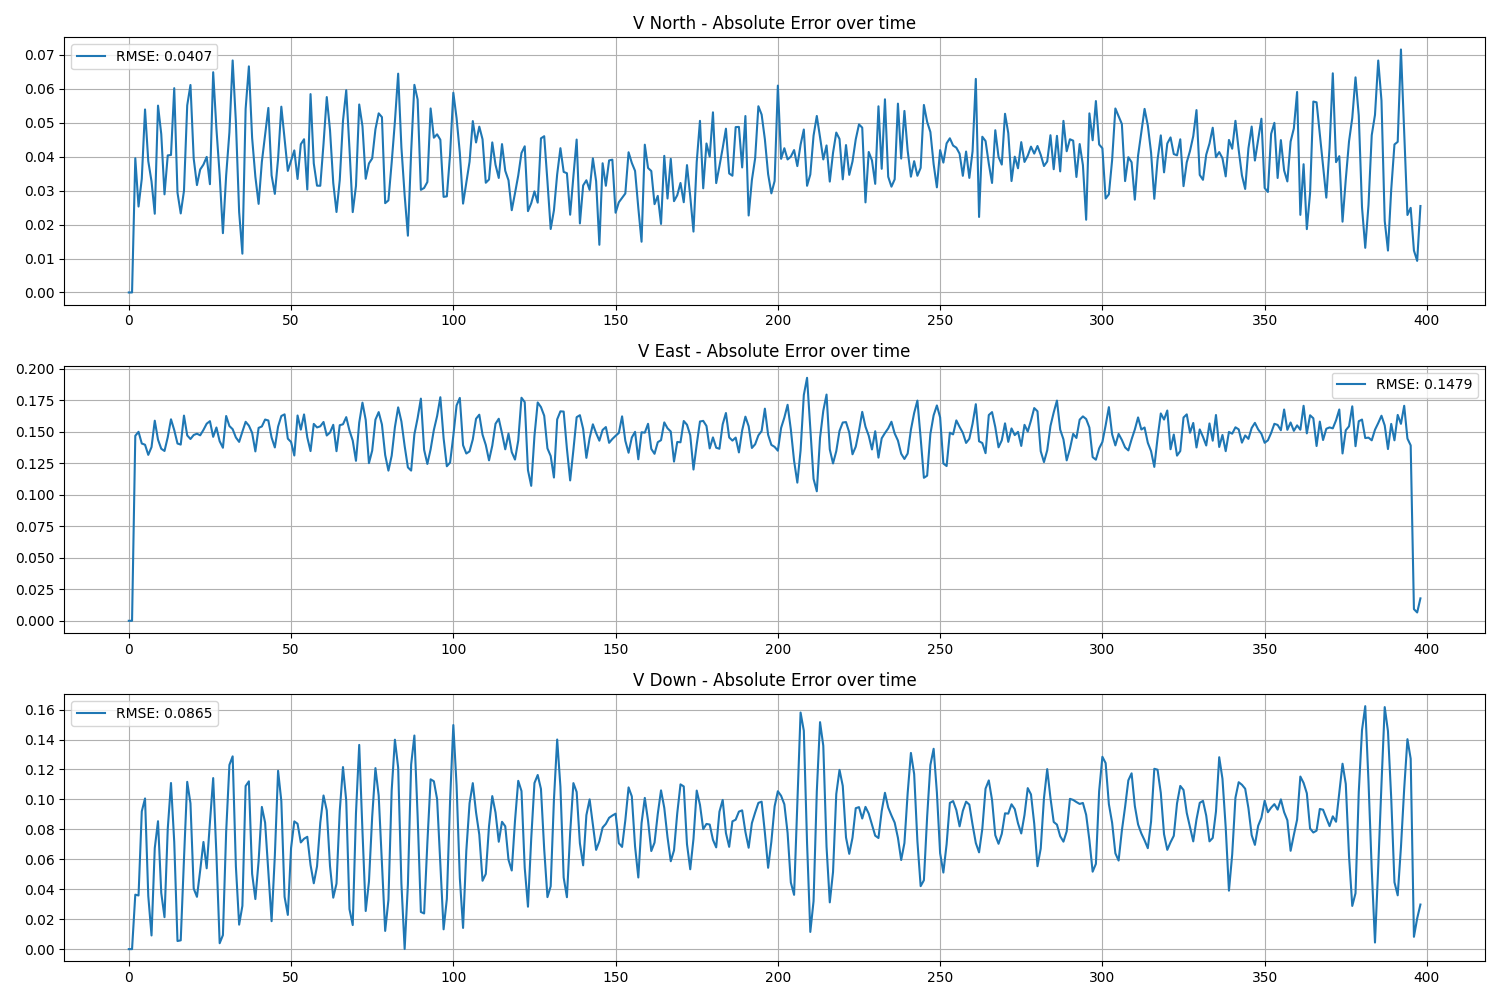 V North - Absolute Error over time
RMSE: 0.0407
0.07
0.06
0.05
0.04
0.03
0.02
0.01
0.00
0 50 100 150 200 250 300 350 400
V East - Absolute Error over time
RMSE: 0.1479
0.200
0.175
0.150
0.125
0.100
0.075
0.050
0.025
0.000
0 50 100 150 200 250 300 350 400
V Down - Absolute Error over time
RMSE: 0.0865
0.16
0.14
0.12
0.10
0.08
0.06
0.04
0.02
0.00
0 50 100 150 200 250 300 350 400